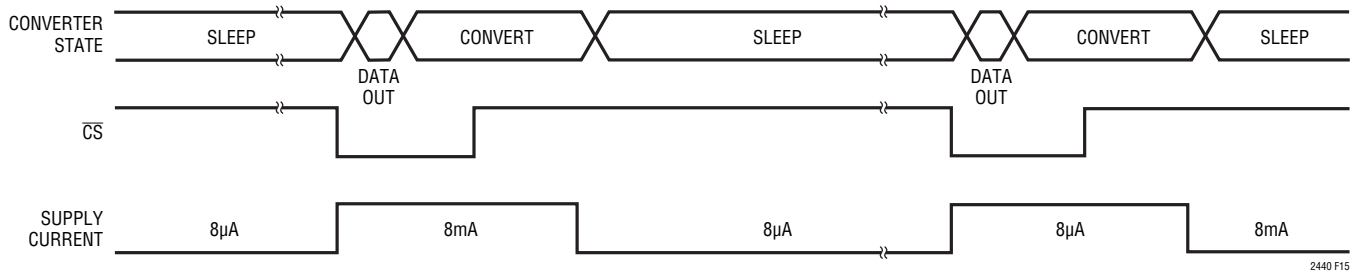 CONVERTER
STATE
SLEEP
CONVERT
SLEEP
CONVERT
SLEEP
DATA
OUT
DATA
OUT
CS
SUPPLY
CURRENT
8µA
8mA
8µA
8µA
8mA
2440 F15